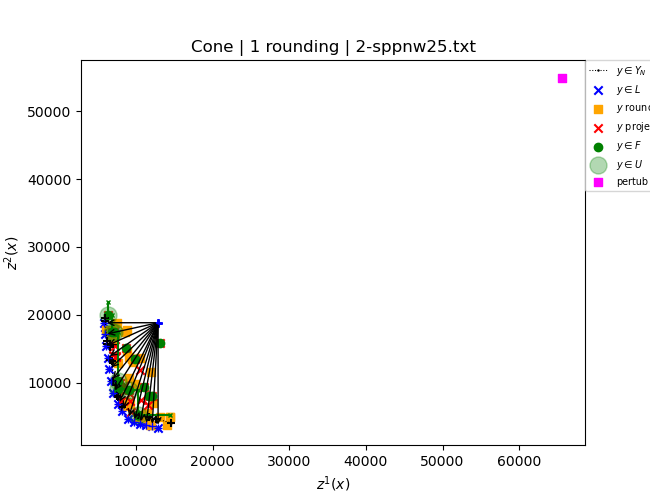 Cone | 1 rounding | 2-sppnw25.txt
y ∈ Y_N
y ∈ L
y
y
y ∈ F
y ∈ U
pertub
50000
40000
30000
20000
10000
z²(x)
10000 20000 30000 40000 50000 60000
z¹(x)